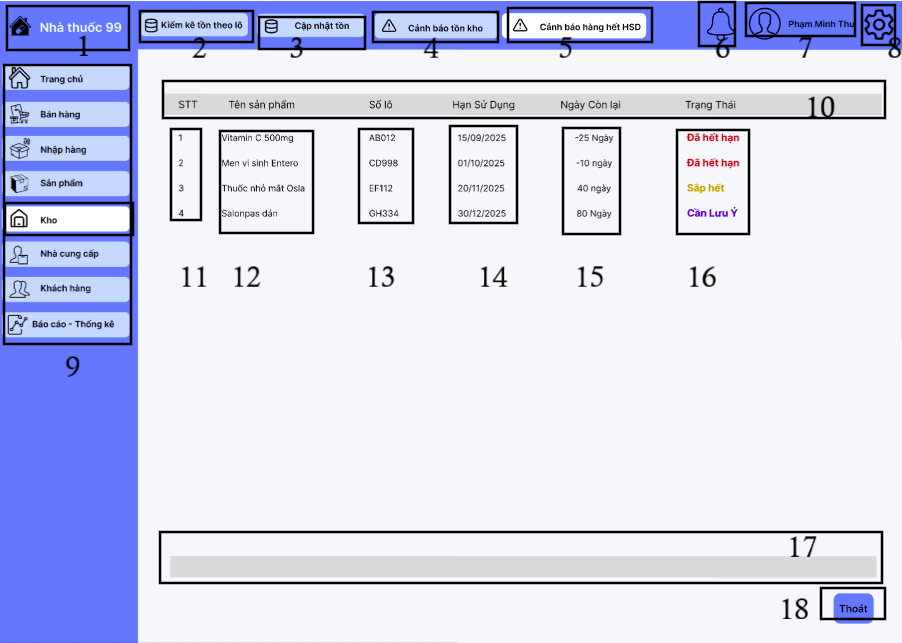 Nhà thuốc 99
1
Kiểm kê tồn theo lô
2
Cập nhật tồn
3
Cảnh báo tồn kho
4
Cảnh báo hàng hết HSD
5
6
Phạm Minh Thu
7
8
Trang chủ
Bán hàng
Nhập hàng
Sản phẩm
Kho
Nhà cung cấp
Khách hàng
Báo cáo - Thống kê
9
STT Tên sản phẩm Số lô Hạn Sử Dụng Ngày Còn lại Trạng Thái 10
1 Vitamin C 500mg AB012 15/09/2025 -25 Ngày Đã hết hạn
2 Men vi sinh Entero CD998 01/10/2025 -10 ngày Đã hết hạn
3 Thuốc nhỏ mắt Osla EF112 20/11/2025 40 ngày Sắp hết
4 Salonpas dán GH334 30/12/2025 80 Ngày Cần Lưu Ý
11 12 13 14 15 16
17
18 Thoát